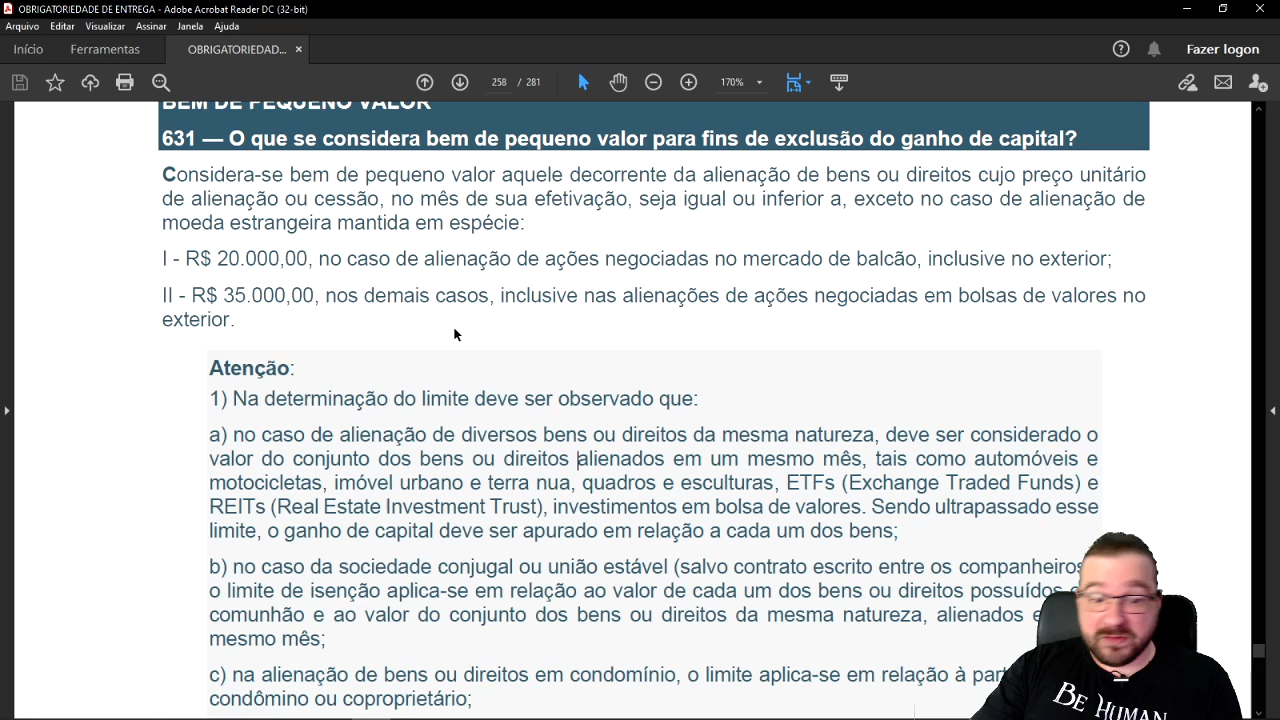 OBRIGATORIEDADE DE ENTREGA - Adobe Acrobat Reader DC (32-bit)
Arquivo Editar Visualizar Assinar Janela Ajuda
Início Ferramentas OBRIGATORIEDAD... × Fazer logon
258 / 281 170%
BEM DE PEQUENO VALOR
631 — O que se considera bem de pequeno valor para fins de exclusão do ganho de capital?
Considera-se bem de pequeno valor aquele decorrente da alienação de bens ou direitos cujo preço unitário
de alienação ou cessão, no mês de sua efetivação, seja igual ou inferior a, exceto no caso de alienação de
moeda estrangeira mantida em espécie:
I - R$ 20.000,00, no caso de alienação de ações negociadas no mercado de balcão, inclusive no exterior;
II - R$ 35.000,00, nos demais casos, inclusive nas alienações de ações negociadas em bolsas de valores no
exterior.
Atenção:
1) Na determinação do limite deve ser observado que:
a) no caso de alienação de diversos bens ou direitos da mesma natureza, deve ser considerado o
valor do conjunto dos bens ou direitos alienados em um mesmo mês, tais como automóveis e
motocicletas, imóvel urbano e terra nua, quadros e esculturas, ETFs (Exchange Traded Funds) e
REITs (Real Estate Investment Trust), investimentos em bolsa de valores. Sendo ultrapassado esse
limite, o ganho de capital deve ser apurado em relação a cada um dos bens;
b) no caso da sociedade conjugal ou união estável (salvo contrato escrito entre os companheiros
o limite de isenção aplica-se em relação ao valor de cada um dos bens ou direitos possuídos
comunhão e ao valor do conjunto dos bens ou direitos da mesma natureza, alienados
mesmo mês;
c) na alienação de bens ou direitos em condomínio, o limite aplica-se em relação à
condômino ou coproprietário;
BE HUMAN